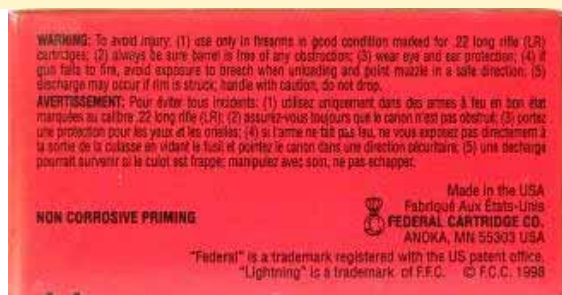 WARNING: To avoid injury: (1) use only in firearms in good condition marked for .22 long rifle (LR)
cartridges; (2) always be sure barrel is free of any obstruction; (3) wear eye and ear protection; (4) if
gun fails to fire, avoid exposure to breech when unloading and point muzzle in a safe direction; (5)
discharge may occur if rim is struck; handle with caution, do not drop.
AVERTISSEMENT: Pour éviter tous incidents: (1) utilisez uniquement dans des armes à feu en bon état
marquées au calibre .22 long rifle (LR); (2) assurez-vous toujours que le canon n'est pas obstrué; (3) portez
une protection pour les yeux et les oreilles; (4) si l'arme ne fait pas feu, ne vous exposez pas directement à
la sortie de la culasse en vidant le fusil et pointez le canon dans une direction sécuritaire; (5) une décharge
pourrait survenir si le culot est frappé; manipulez avec soin, ne pas échapper.
Made in the USA
Fabriqué Aux États-Unis
NON CORROSIVE PRIMING FEDERAL CARTRIDGE CO.
ANOKA, MN 55303 USA
"Federal" is a trademark registered with the US patent office.
"Lightning" is a trademark of F.F.C. © F.C.C. 1998